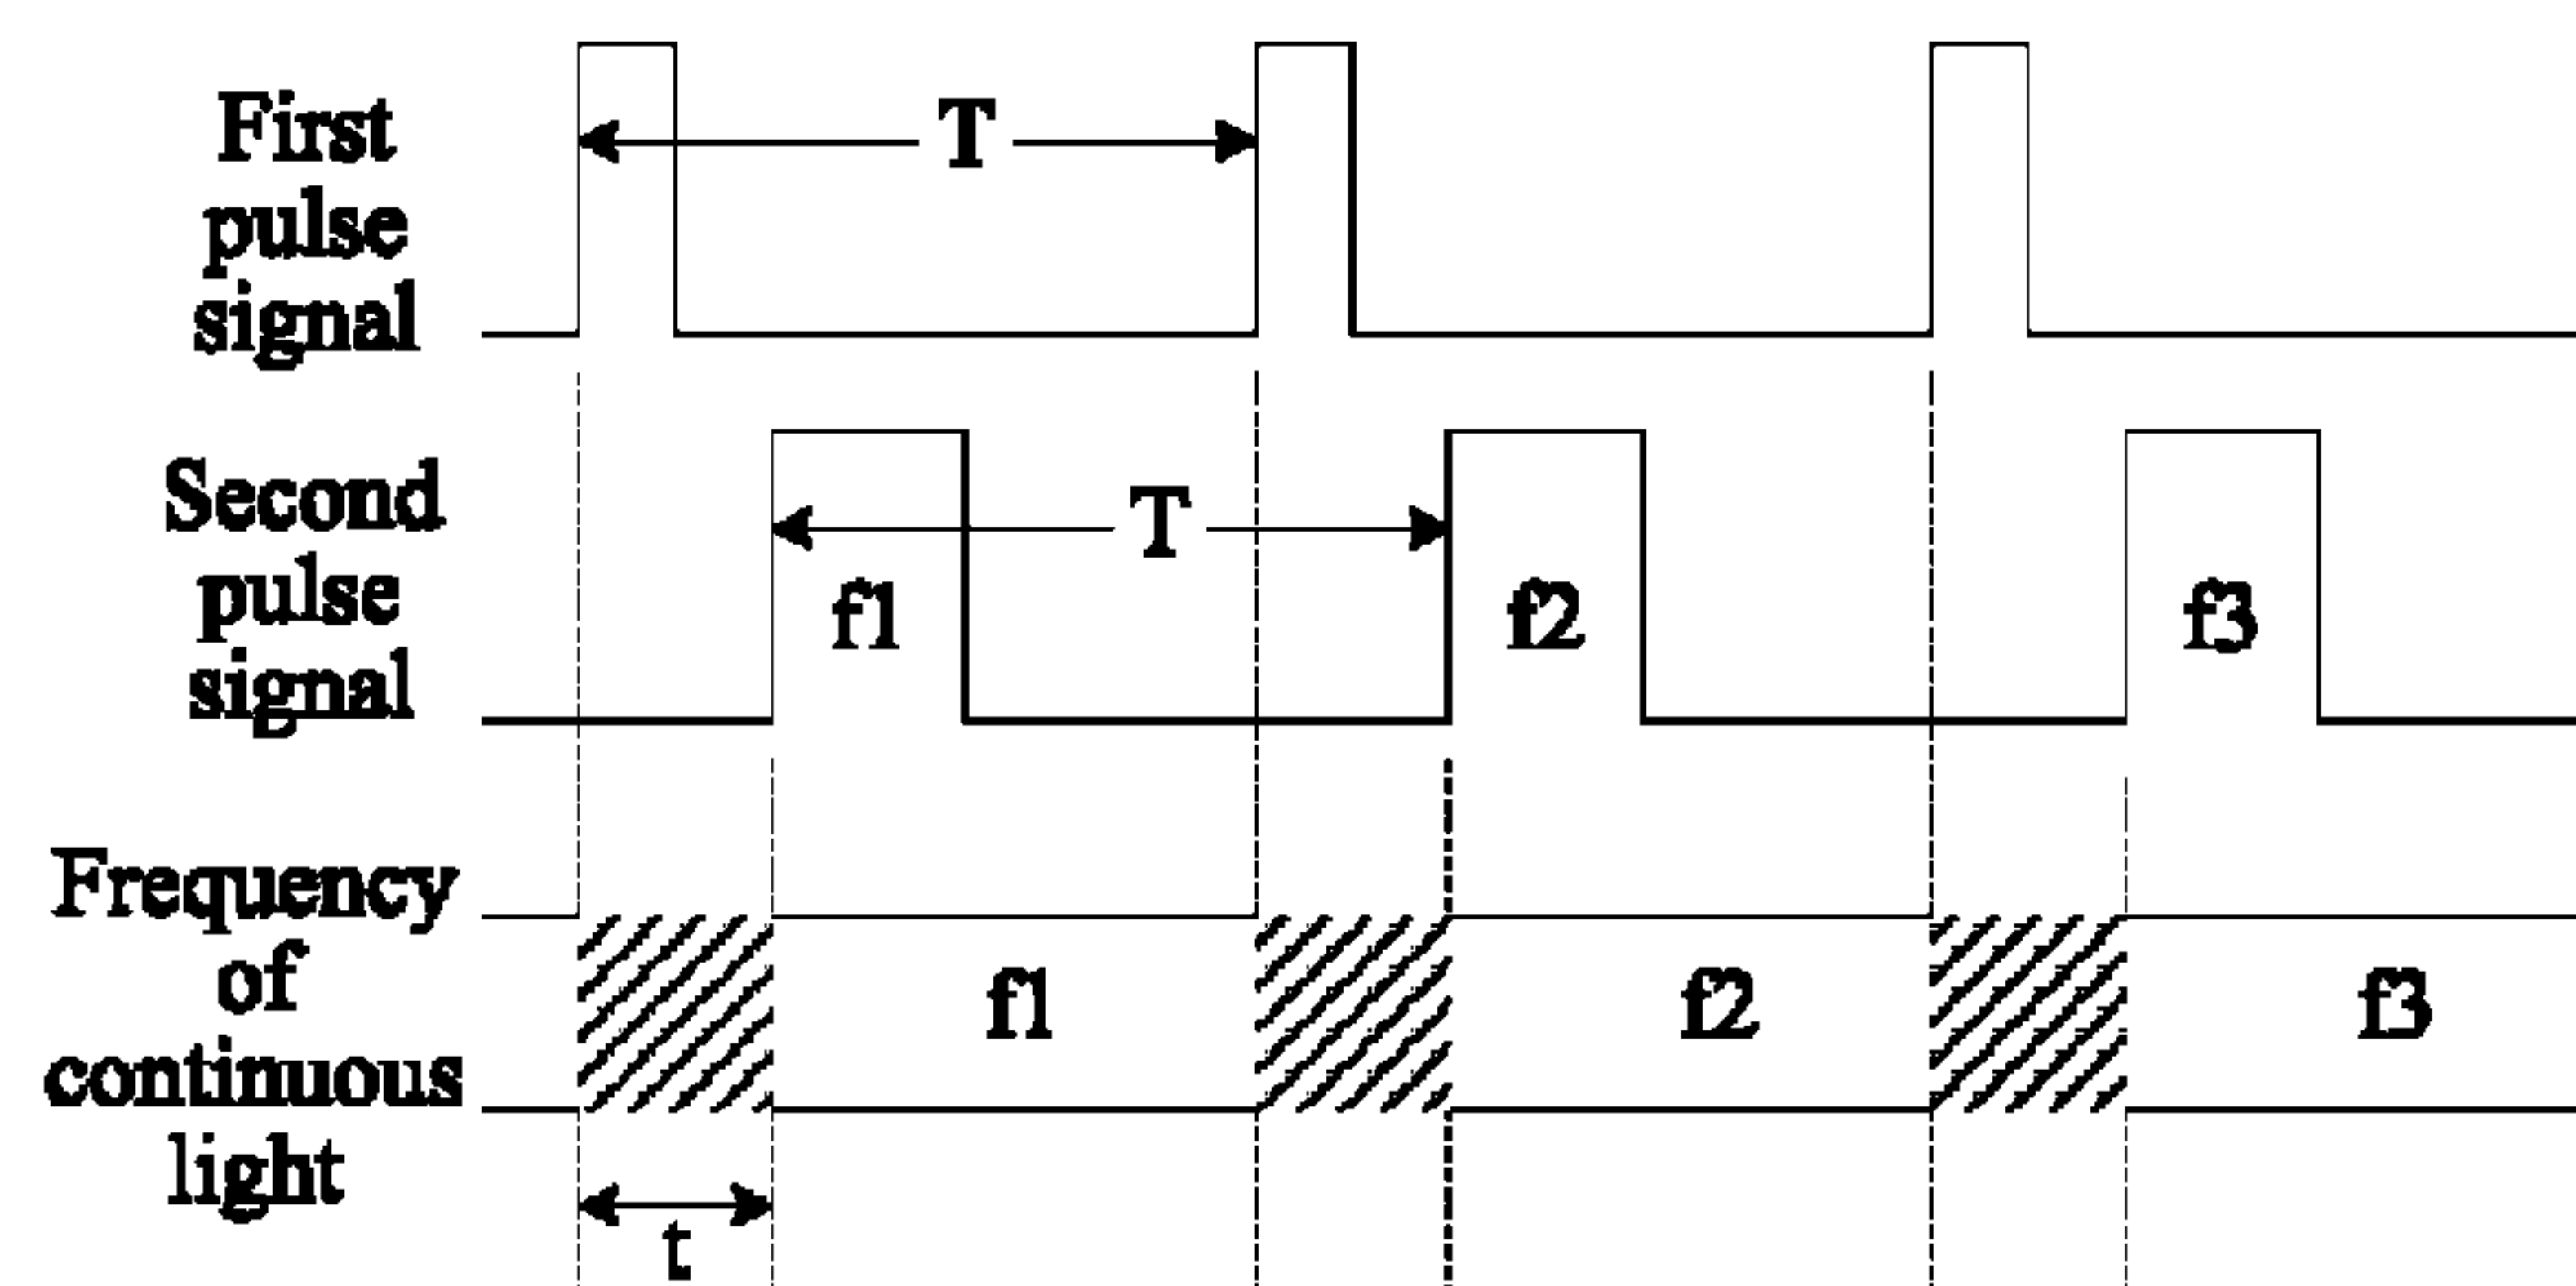 First
pulse
signal
T
Second
pulse
signal
T
f1
f2
f3
Frequency
of
continuous
light
f1
f2
f3
t